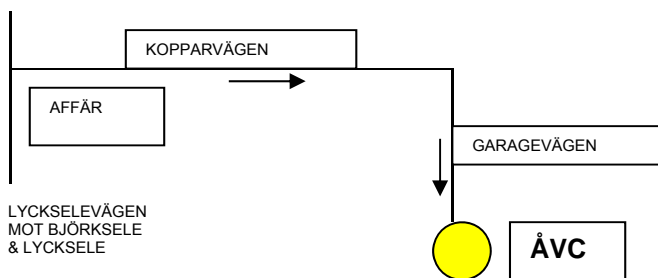 KOPPARVÄGEN
AFFÄR
GARAGEVÄGEN
LYCKSELEVÄGEN
MOT BJÖRKSELE
& LYCKSELE
ÅVC